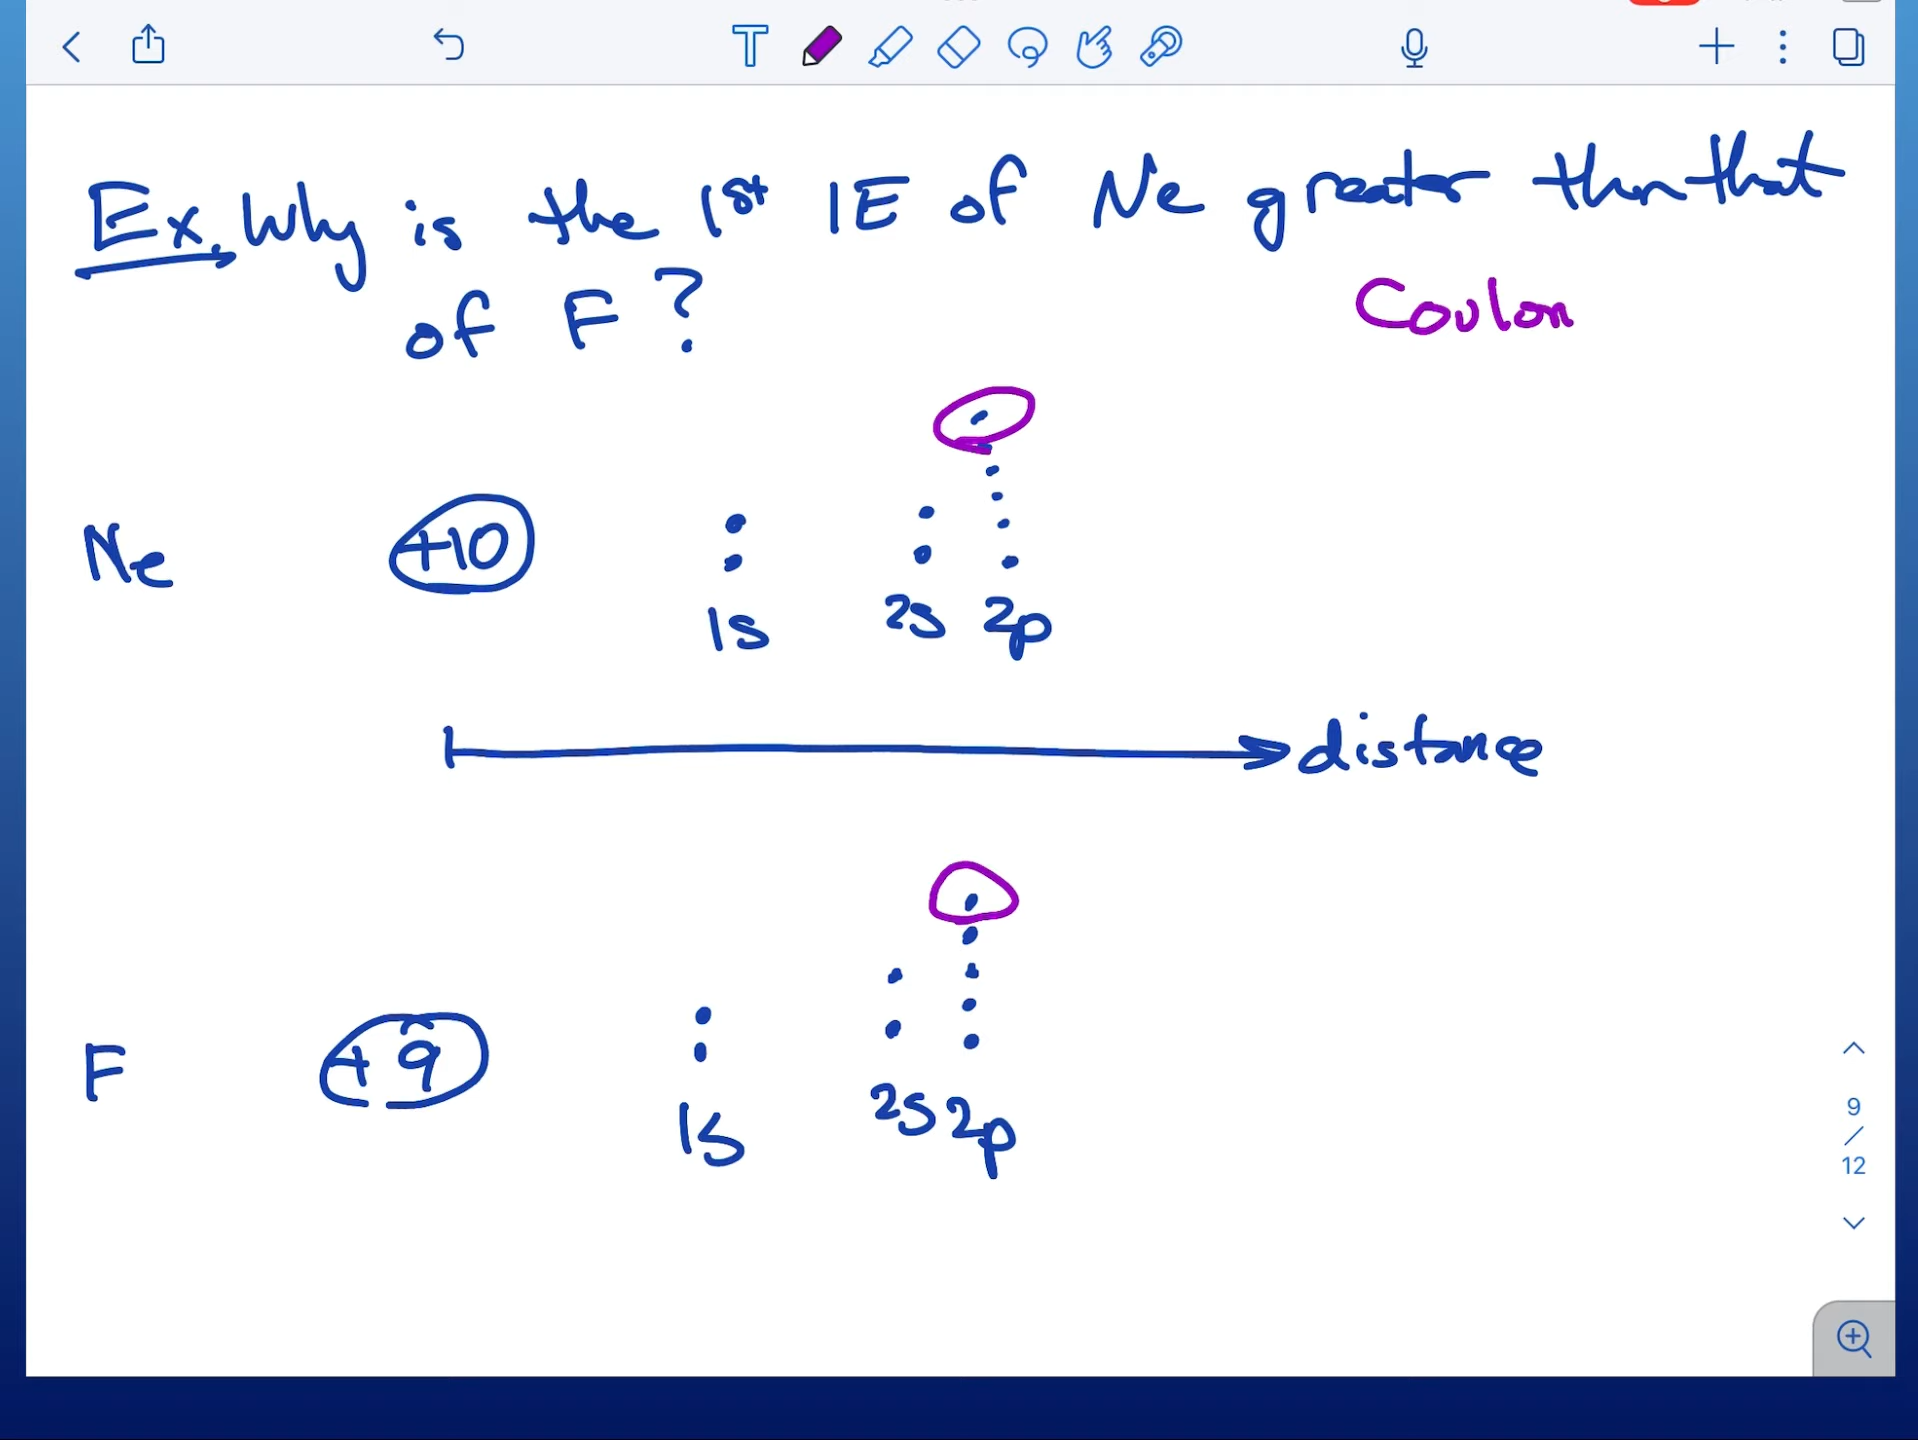 Ex. Why is the 1st IE of Ne greater than that
of F?
Coulom
Ne
+10
1s 2s 2p
distance
F
+9
1s 2s 2p
9
/
12